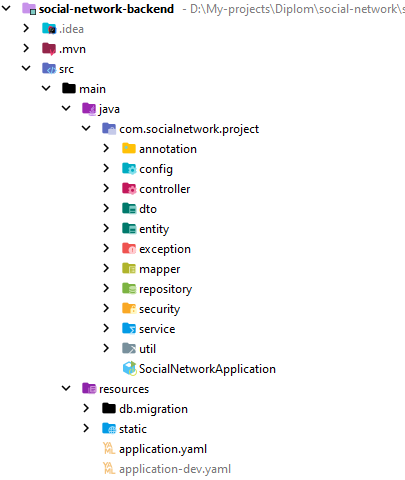 social-network-backend - D:\My-projects\Diplom\social-network\s
.idea
.mvn
src
main
java
com.socialnetwork.project
annotation
config
controller
dto
entity
exception
mapper
repository
security
service
util
SocialNetworkApplication
resources
db.migration
static
application.yaml
application-dev.yaml